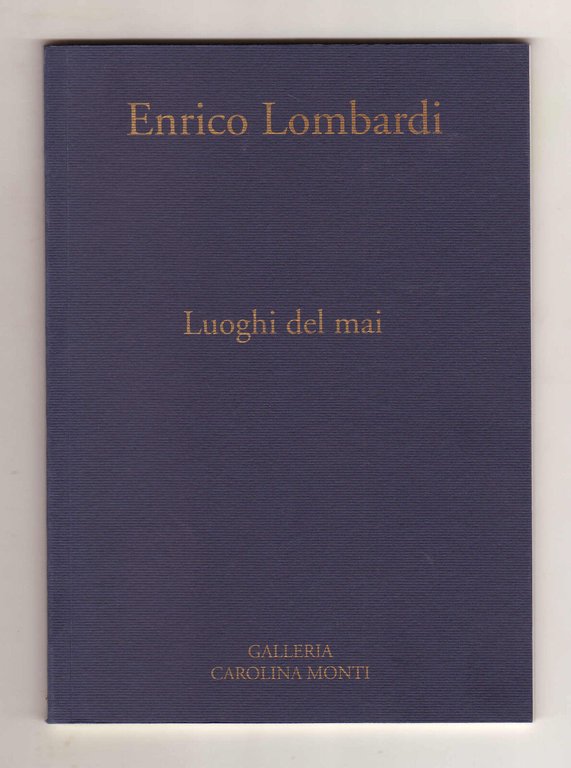 Enrico Lombardi
Luoghi del mai
GALLERIA
CAROLINA MONTI